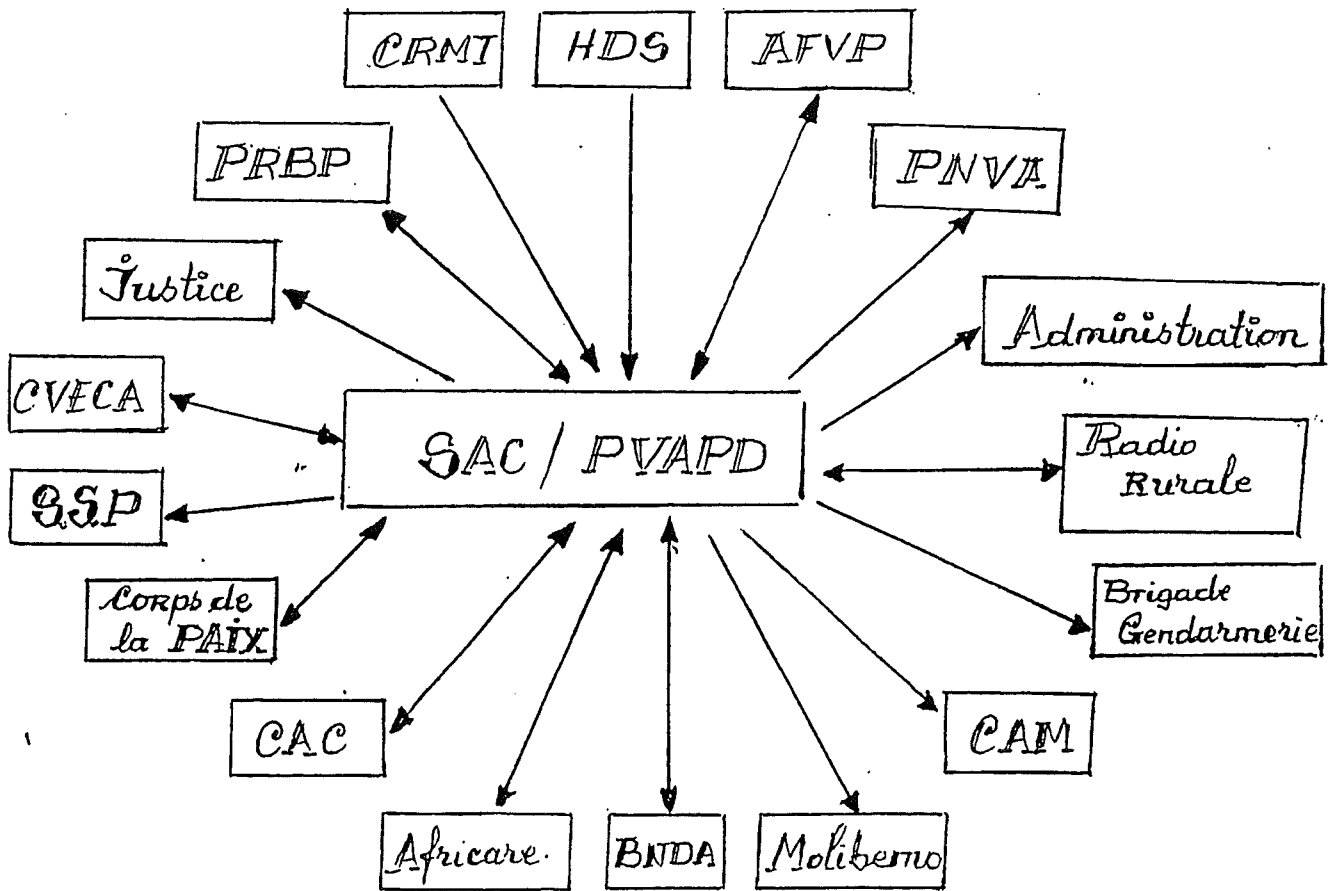 CRMT
HDS
AFVP
PRBP
PNVA
Justice
Administration
CVECA
SAC / PVAPD
Radio
Rurale
S.S.P
Corps de
la PAIX
Brigade
Gendarmerie
CAC
CAM
Africare.
BNDA
Molibemo